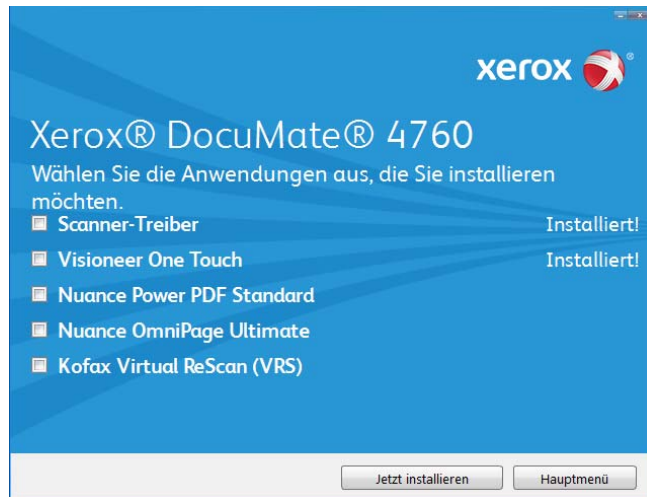 xerox ®
Xerox® DocuMate® 4760
Wählen Sie die Anwendungen aus, die Sie installieren
möchten.
Scanner-Treiber Installiert!
Visioneer One Touch Installiert!
Nuance Power PDF Standard
Nuance OmniPage Ultimate
Kofax Virtual ReScan (VRS)
Jetzt installieren Hauptmenü